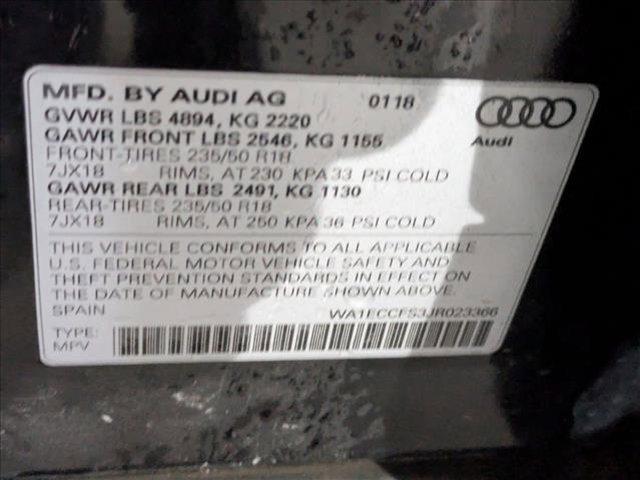 MFD. BY AUDI AG 0118
GVWR LBS 4894, KG 2220
GAWR FRONT LBS 2546, KG 1155
FRONT-TIRES 235/50 R18
7JX18 RIMS, AT 230 KPA 33 PSI COLD
GAWR REAR LBS 2491, KG 1130
REAR-TIRES 235/50 R18
7JX18 RIMS, AT 250 KPA 36 PSI COLD
Audi
THIS VEHICLE CONFORMS TO ALL APPLICABLE
U.S. FEDERAL MOTOR VEHICLE SAFETY AND
THEFT PREVENTION STANDARDS IN EFFECT ON
THE DATE OF MANUFACTURE SHOWN ABOVE.
SPAIN WA1ECCFS3JR023366
TYPE:
MPV